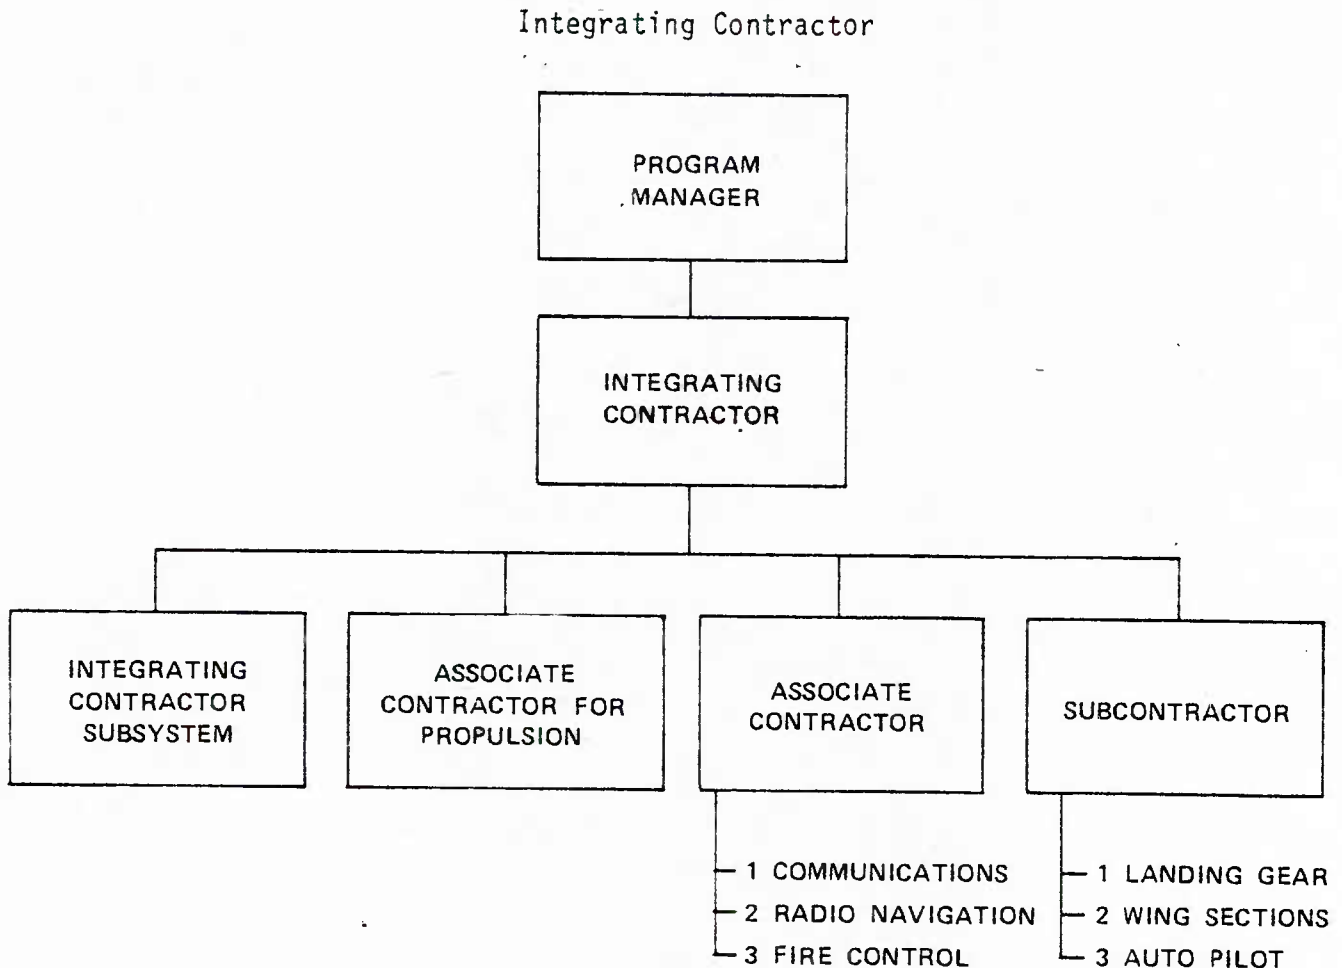 Integrating Contractor
PROGRAM
MANAGER
INTEGRATING
CONTRACTOR
INTEGRATING
CONTRACTOR
SUBSYSTEM
ASSOCIATE
CONTRACTOR FOR
PROPULSION
ASSOCIATE
CONTRACTOR
SUBCONTRACTOR
1 COMMUNICATIONS
2 RADIO NAVIGATION
3 FIRE CONTROL
1 LANDING GEAR
2 WING SECTIONS
3 AUTO PILOT